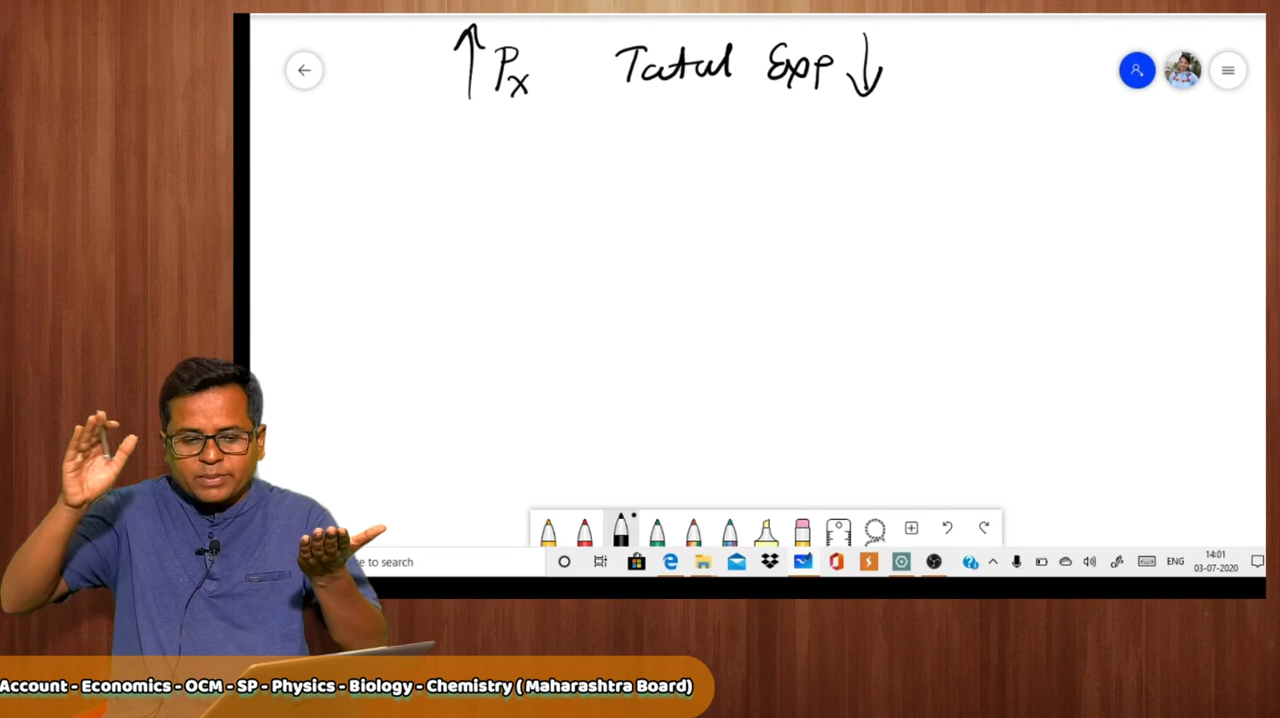 ↑ Px Total Exp ↓
e to search
ENG
14:01
03-07-2020
Account - Economics - OCM - SP - Physics - Biology - Chemistry ( Maharashtra Board)